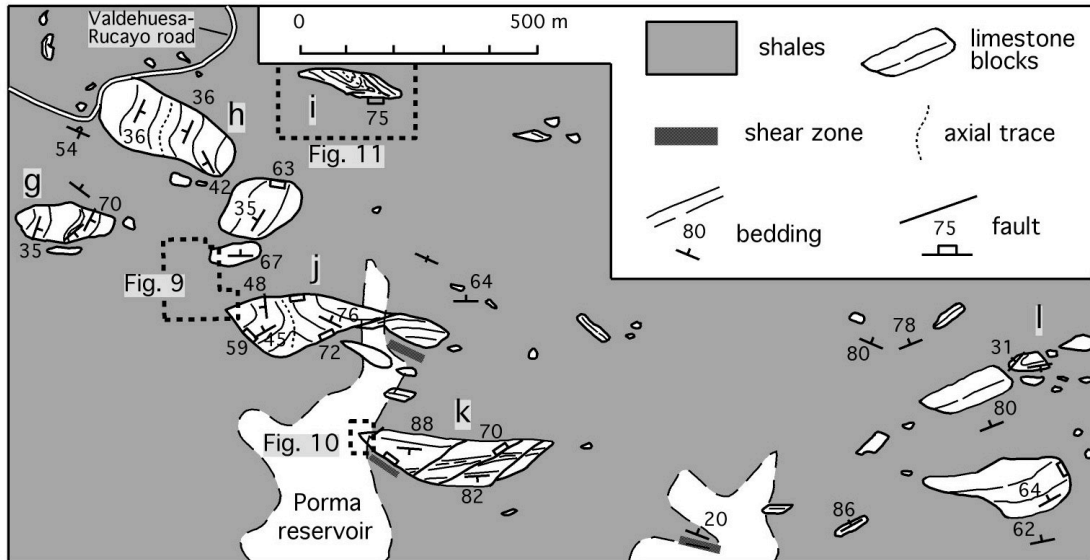 Valdehuesa-
Rucayo road
0 500 m
shales
limestone
blocks
shear zone
axial trace
80
bedding
75
fault
36
h
36
54
42
63
i
75
Fig. 11
g
70
35
35
67
Fig. 9
48
j
64
76
45
59
72
78
80
l
31
80
k
88
70
Fig. 10
82
Porma
reservoir
20
86
64
62